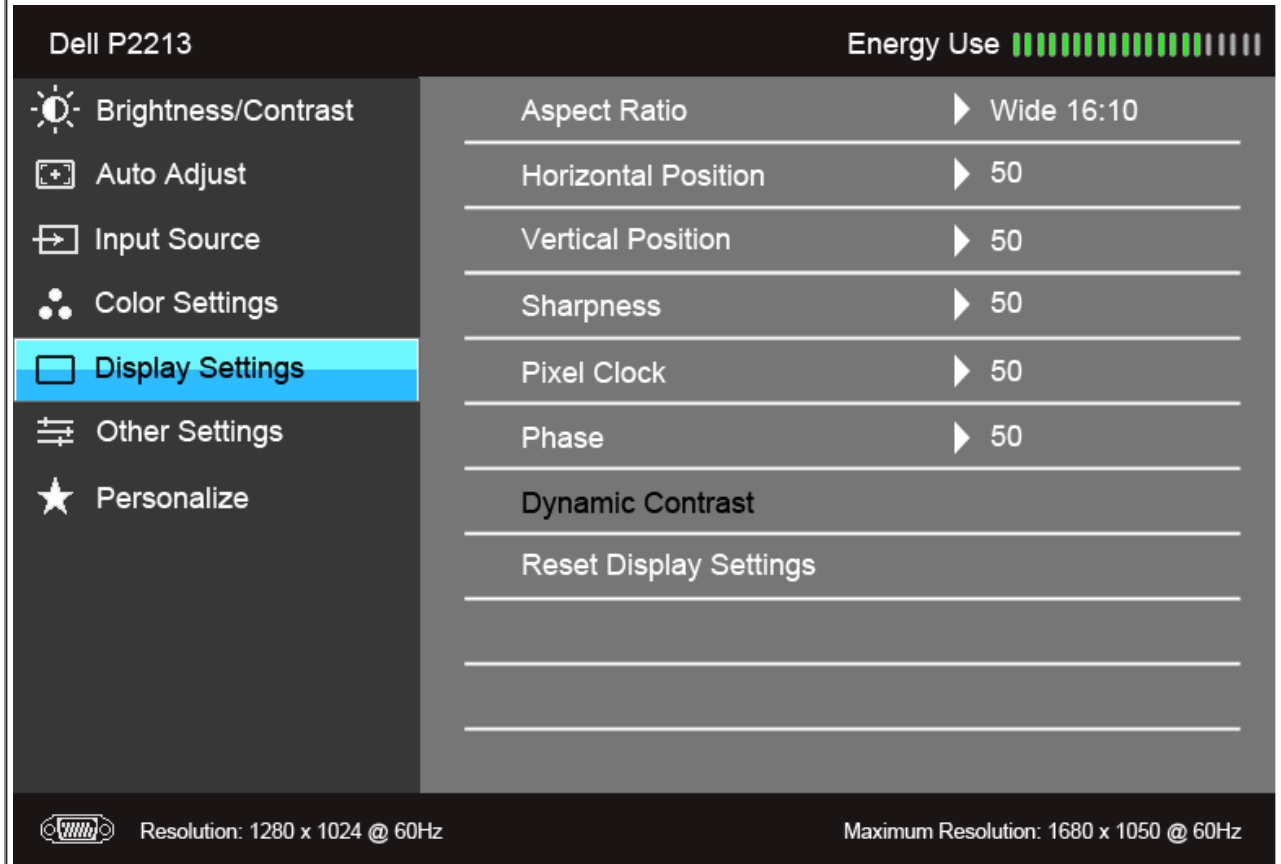 Dell P2213 Energy Use
Brightness/Contrast Aspect Ratio Wide 16:10
Auto Adjust Horizontal Position 50
Input Source Vertical Position 50
Color Settings Sharpness 50
Display Settings Pixel Clock 50
Other Settings Phase 50
Personalize Dynamic Contrast
Reset Display Settings
Resolution: 1280 x 1024 @ 60Hz Maximum Resolution: 1680 x 1050 @ 60Hz